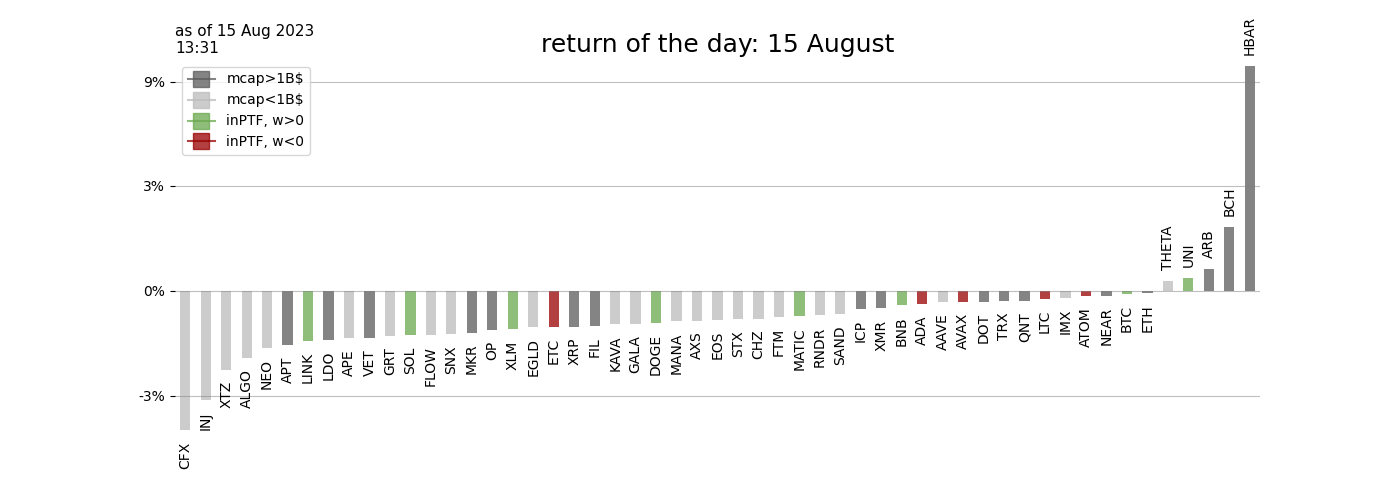 as of 15 Aug 2023
13:31
return of the day: 15 August
mcap>1B$
mcap<1B$
inPTF, w>0
inPTF, w<0
9%
3%
0%
-3%
CFX
INJ
XTZ
ALGO
NEO
APT
LINK
LDO
APE
VET
GRT
SOL
FLOW
SNX
MKR
OP
XLM
EGLD
ETC
XRP
FIL
KAVA
GALA
DOGE
MANA
AXS
EOS
STX
CHZ
FTM
MATIC
RNDR
SAND
ICP
XMR
BNB
ADA
AAVE
AVAX
DOT
TRX
QNT
LTC
IMX
ATOM
NEAR
BTC
ETH
THETA
UNI
ARB
BCH
HBAR